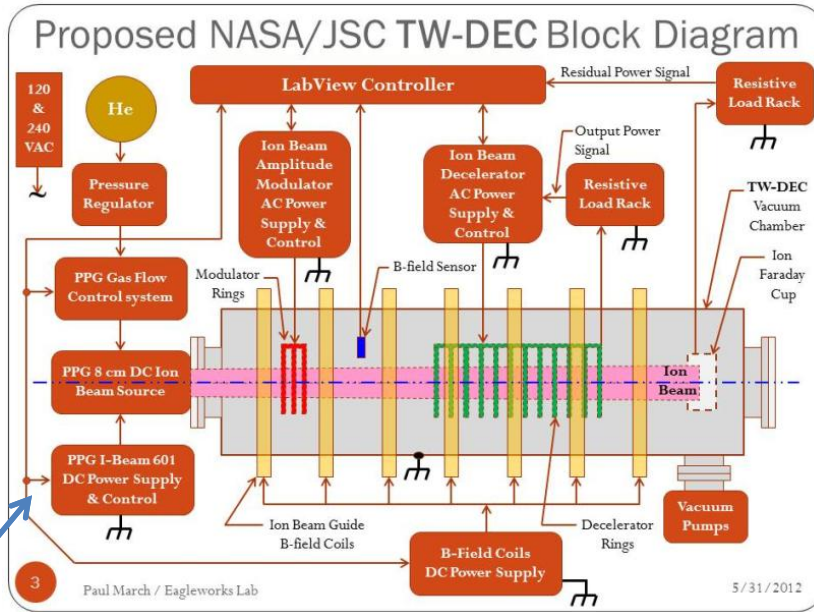 Proposed NASA/JSC TW-DEC Block Diagram
120
&
240
VAC
~
He
LabView Controller
Residual Power Signal
Resistive
Load Rack
Pressure
Regulator
Ion Beam
Amplitude
Modulator
AC Power
Supply &
Control
Ion Beam
Decelerator
AC Power
Supply &
Control
Output Power
Signal
Resistive
Load Rack
TW-DEC
Vacuum
Chamber
Ion
Faraday
Cup
PPG Gas Flow
Control system
Modulator
Rings
B-field Sensor
PPG 8 cm DC Ion
Beam Source
Ion
Beam
PPG I-Beam 601
DC Power Supply
& Control
Ion Beam Guide
B-field Coils
B-Field Coils
DC Power Supply
Decelerator
Rings
Vacuum
Pumps
3
Paul March / Eagleworks Lab
5/31/2012